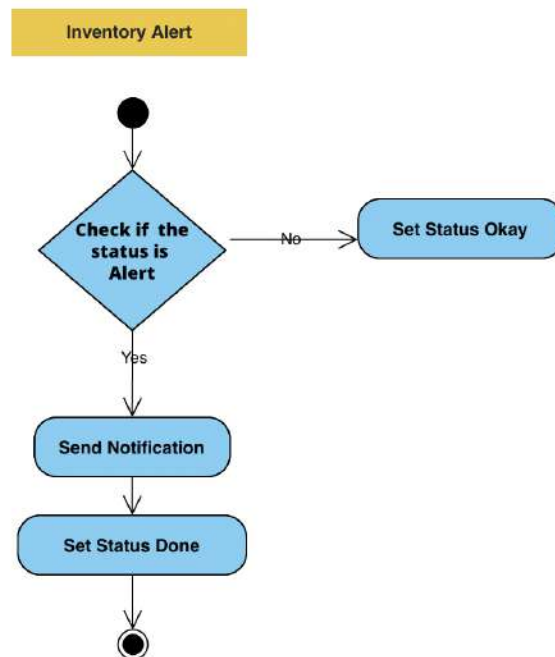 Inventory Alert
Check if the
status is
Alert
No
Set Status Okay
Yes
Send Notification
Set Status Done